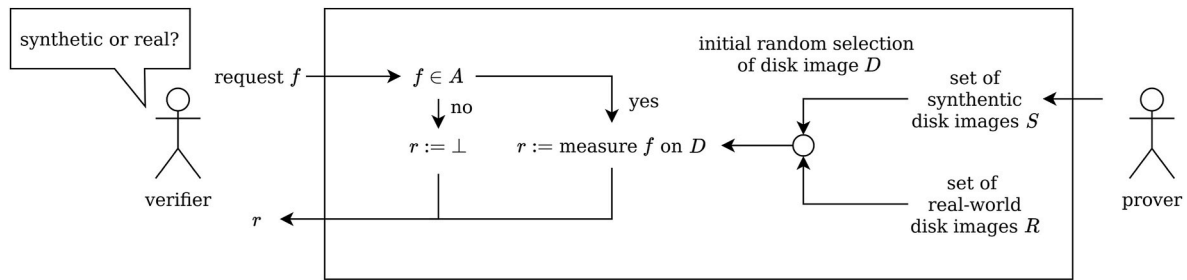 synthetic or real?
verifier
request f
r
f ∈ A
no
r := ⊥
yes
r := measure f on D
initial random selection
of disk image D
set of
synthentic
disk images S
set of
real-world
disk images R
prover